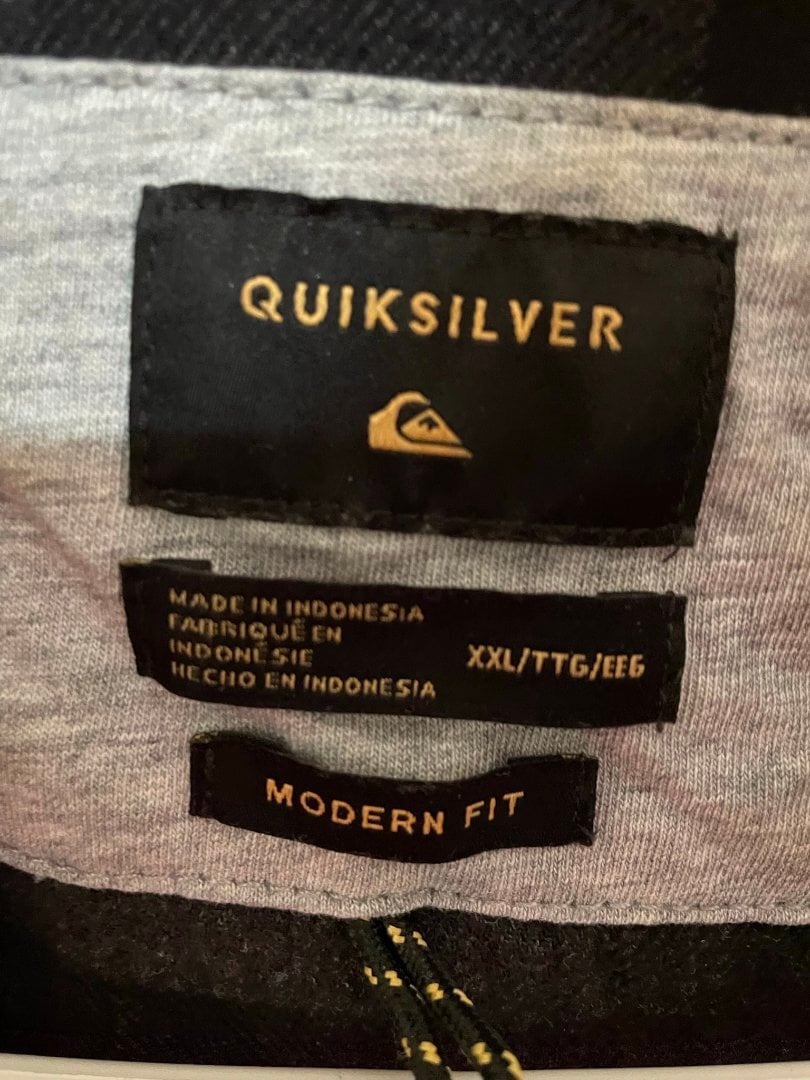 QUIKSILVER
MADE IN INDONESIA
FABRIQUÉ EN
INDONÉSIE
HECHO EN INDONESIA
XXL/TTG/EEG
MODERN FIT